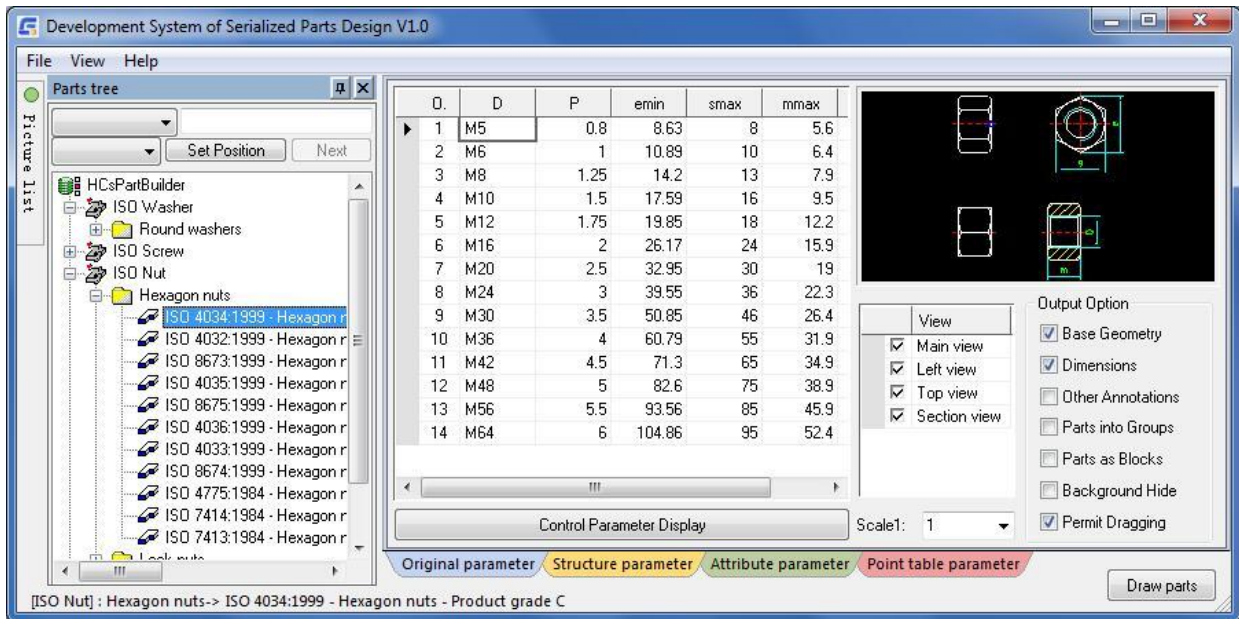 Development System of Serialized Parts Design V1.0
File View Help
Picture List
Parts tree
Set Position Next
HCsPartBuilder
ISO Washer
Round washers
ISO Screw
ISO Nut
Hexagon nuts
ISO 4034:1999 - Hexagon r
ISO 4032:1999 - Hexagon r
ISO 8673:1999 - Hexagon r
ISO 4035:1999 - Hexagon r
ISO 8675:1999 - Hexagon r
ISO 4036:1999 - Hexagon r
ISO 4033:1999 - Hexagon r
ISO 8674:1999 - Hexagon r
ISO 4775:1984 - Hexagon r
ISO 7414:1984 - Hexagon r
ISO 7413:1984 - Hexagon r
Lock nuts
O. D P emin smax mmax
1 M5 0.8 8.63 8 5.6
2 M6 1 10.89 10 6.4
3 M8 1.25 14.2 13 7.9
4 M10 1.5 17.59 16 9.5
5 M12 1.75 19.85 18 12.2
6 M16 2 26.17 24 15.9
7 M20 2.5 32.95 30 19
8 M24 3 39.55 36 22.3
9 M30 3.5 50.85 46 26.4
10 M36 4 60.79 55 31.9
11 M42 4.5 71.3 65 34.9
12 M48 5 82.6 75 38.9
13 M56 5.5 93.56 85 45.9
14 M64 6 104.86 95 52.4
Control Parameter Display
m
View
Main view
Left view
Top view
Section view
Scale1: 1
Output Option
Base Geometry
Dimensions
Other Annotations
Parts into Groups
Parts as Blocks
Background Hide
Permit Dragging
Original parameter Structure parameter Attribute parameter Point table parameter
Draw parts
[ISO Nut] : Hexagon nuts-> ISO 4034:1999 - Hexagon nuts - Product grade C